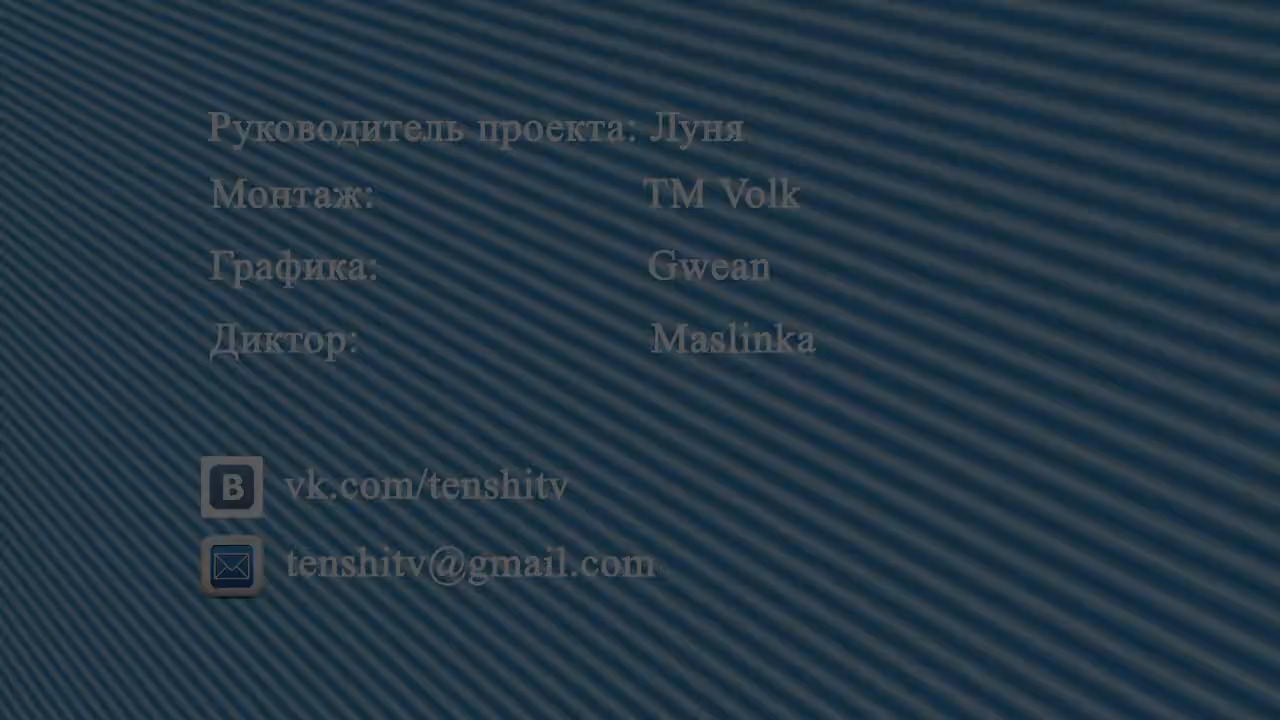 Руководитель проекта: Луня
Монтаж: TM Volk
Графика: Gwean
Диктор: Maslinka
B vk.com/tenshitv
tenshitv@gmail.com